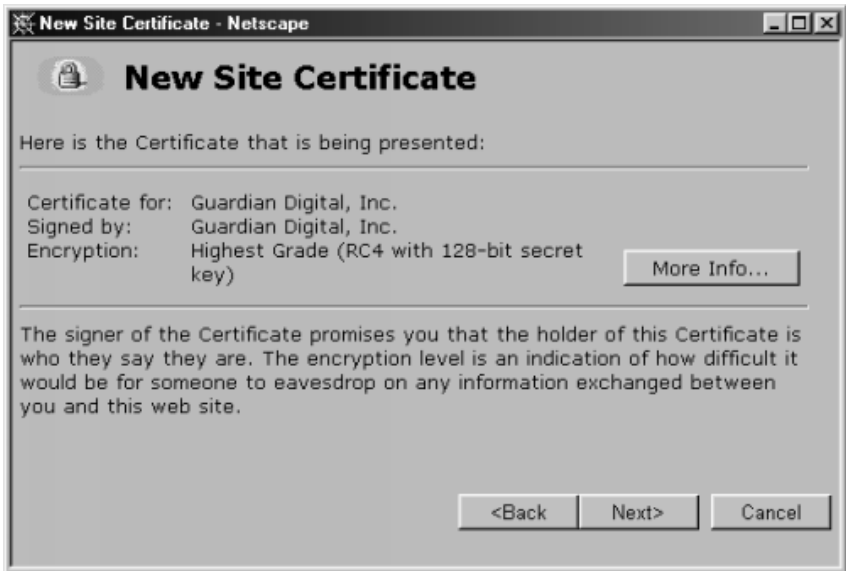 New Site Certificate - Netscape
New Site Certificate
Here is the Certificate that is being presented:
Certificate for: Guardian Digital, Inc.
Signed by: Guardian Digital, Inc.
Encryption: Highest Grade (RC4 with 128-bit secret
key)
More Info...
The signer of the Certificate promises you that the holder of this Certificate is
who they say they are. The encryption level is an indication of how difficult it
would be for someone to eavesdrop on any information exchanged between
you and this web site.
<Back Next> Cancel